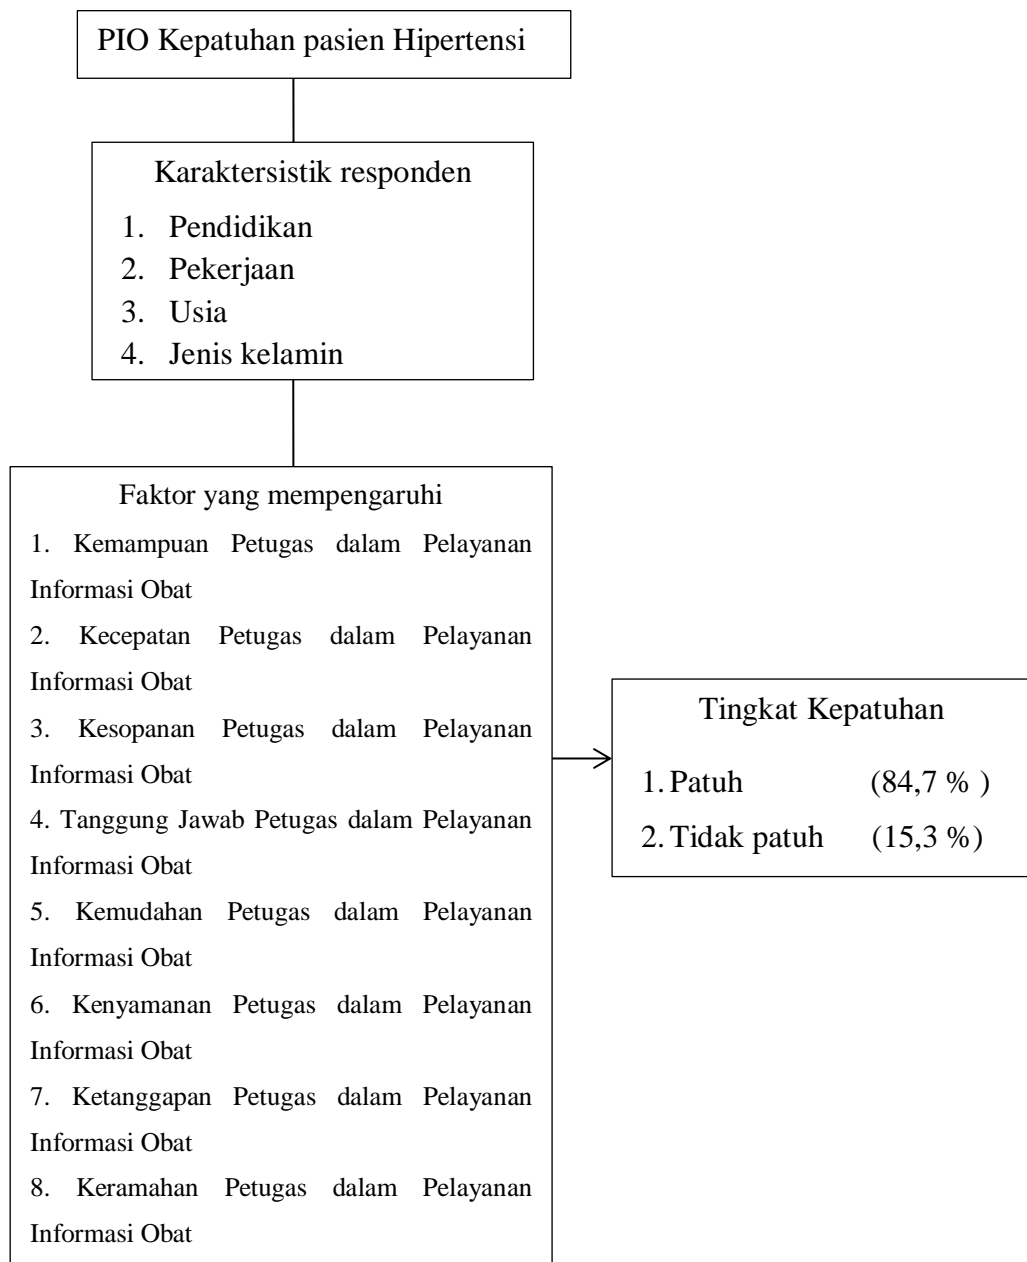 PIO Kepatuhan pasien Hipertensi
Karaktersistik responden
1. Pendidikan
2. Pekerjaan
3. Usia
4. Jenis kelamin
Faktor yang mempengaruhi
1. Kemampuan Petugas dalam Pelayanan
Informasi Obat
2. Kecepatan Petugas dalam Pelayanan
Informasi Obat
3. Kesopanan Petugas dalam Pelayanan
Informasi Obat
4. Tanggung Jawab Petugas dalam Pelayanan
Informasi Obat
5. Kemudahan Petugas dalam Pelayanan
Informasi Obat
6. Kenyamanan Petugas dalam Pelayanan
Informasi Obat
7. Ketanggapan Petugas dalam Pelayanan
Informasi Obat
8. Keramahan Petugas dalam Pelayanan
Informasi Obat
Tingkat Kepatuhan
1. Patuh (84,7 % )
2. Tidak patuh (15,3 %)